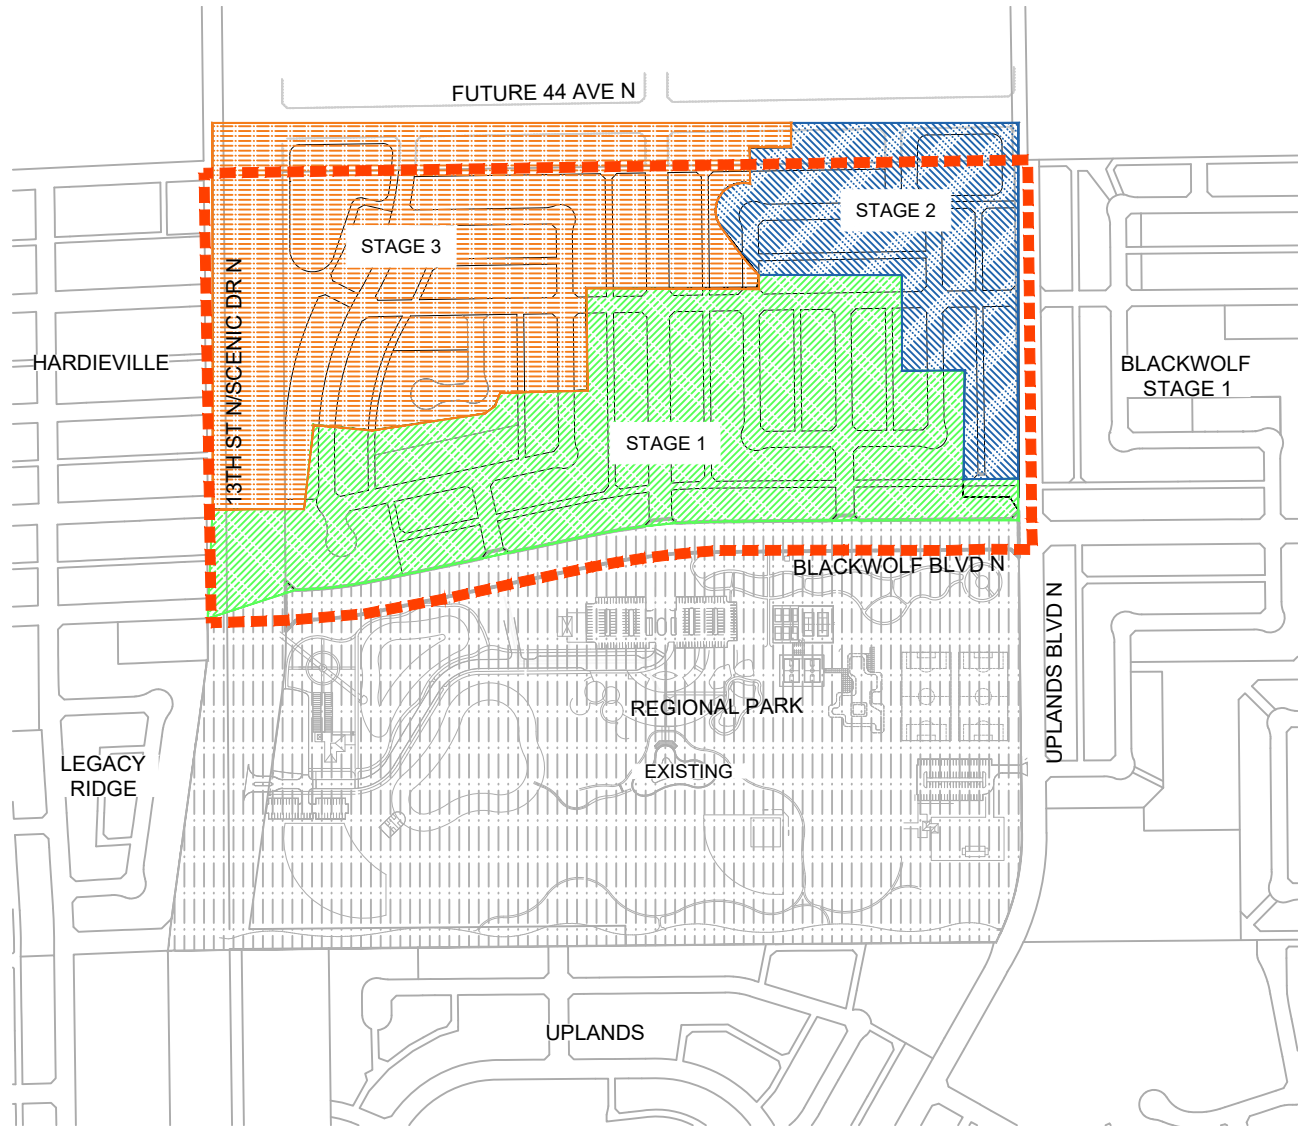 FUTURE 44 AVE N
STAGE 2
STAGE 3
13TH ST N/SCENIC DR N
HARDIEVILLE
BLACKWOLF
STAGE 1
STAGE 1
BLACKWOLF BLVD N
UPLANDS BLVD N
REGIONAL PARK
EXISTING
LEGACY
RIDGE
UPLANDS